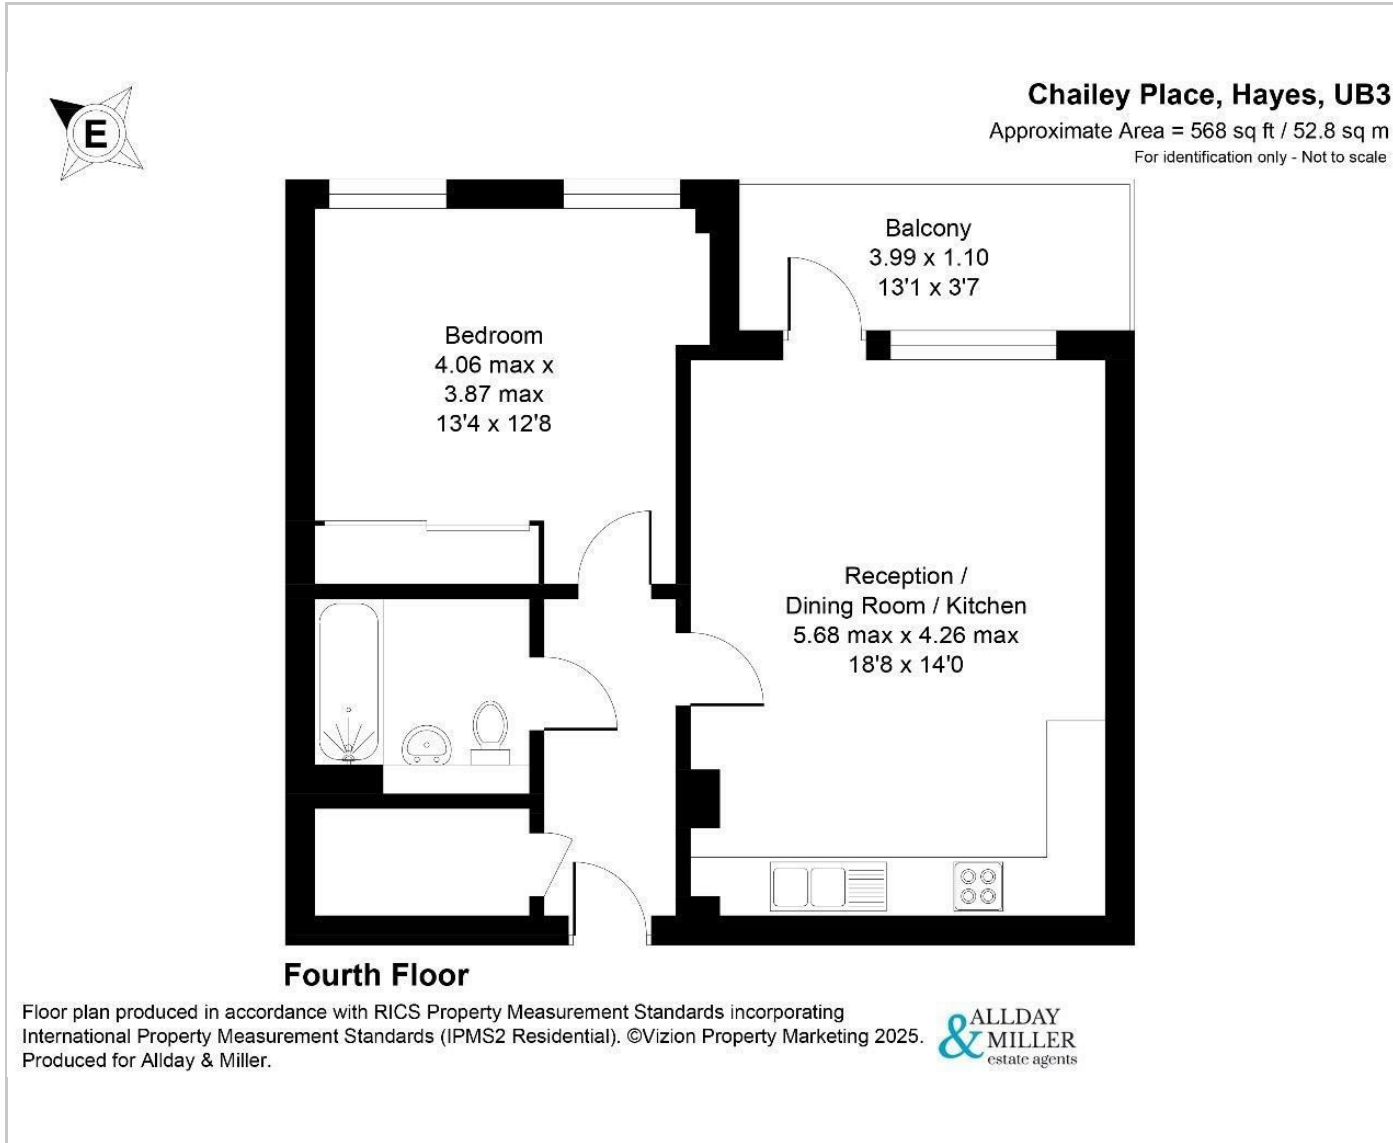 E
Chailey Place, Hayes, UB3
Approximate Area = 568 sq ft / 52.8 sq m
For identification only - Not to scale
Balcony
3.99 x 1.10
13'1 x 3'7
Bedroom
4.06 max x
3.87 max
13'4 x 12'8
Reception /
Dining Room / Kitchen
5.68 max x 4.26 max
18'8 x 14'0
Fourth Floor
Floor plan produced in accordance with RICS Property Measurement Standards incorporating
International Property Measurement Standards (IPMS2 Residential). ©Vizion Property Marketing 2025.
Produced for Allday & Miller.
ALLDAY
& MILLER
estate agents